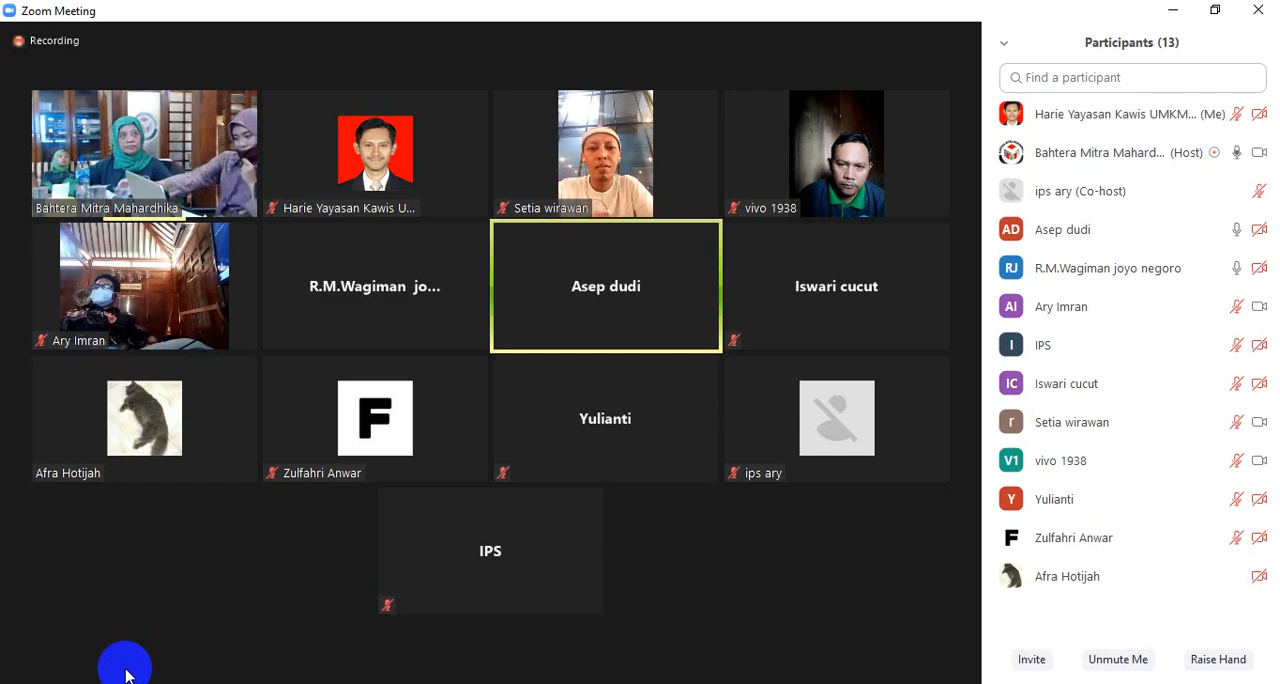 Zoom Meeting
Recording
Participants (13)
Find a participant
Bahtera Mitra Mahardhika
Harie Yayasan Kawis U...
Setia wirawan
vivo 1938
Ary Imran
R.M.Wagiman jo...
Asep dudi
Iswari cucut
Afra Hotijah
F
Zulfahri Anwar
Yulianti
ips ary
IPS
Harie Yayasan Kawis UMKM... (Me)
Bahtera Mitra Mahard... (Host)
ips ary (Co-host)
AD Asep dudi
RJ R.M.Wagiman joyo negoro
AI Ary Imran
I IPS
IC Iswari cucut
r Setia wirawan
V1 vivo 1938
Y Yulianti
F Zulfahri Anwar
Afra Hotijah
Invite Unmute Me Raise Hand